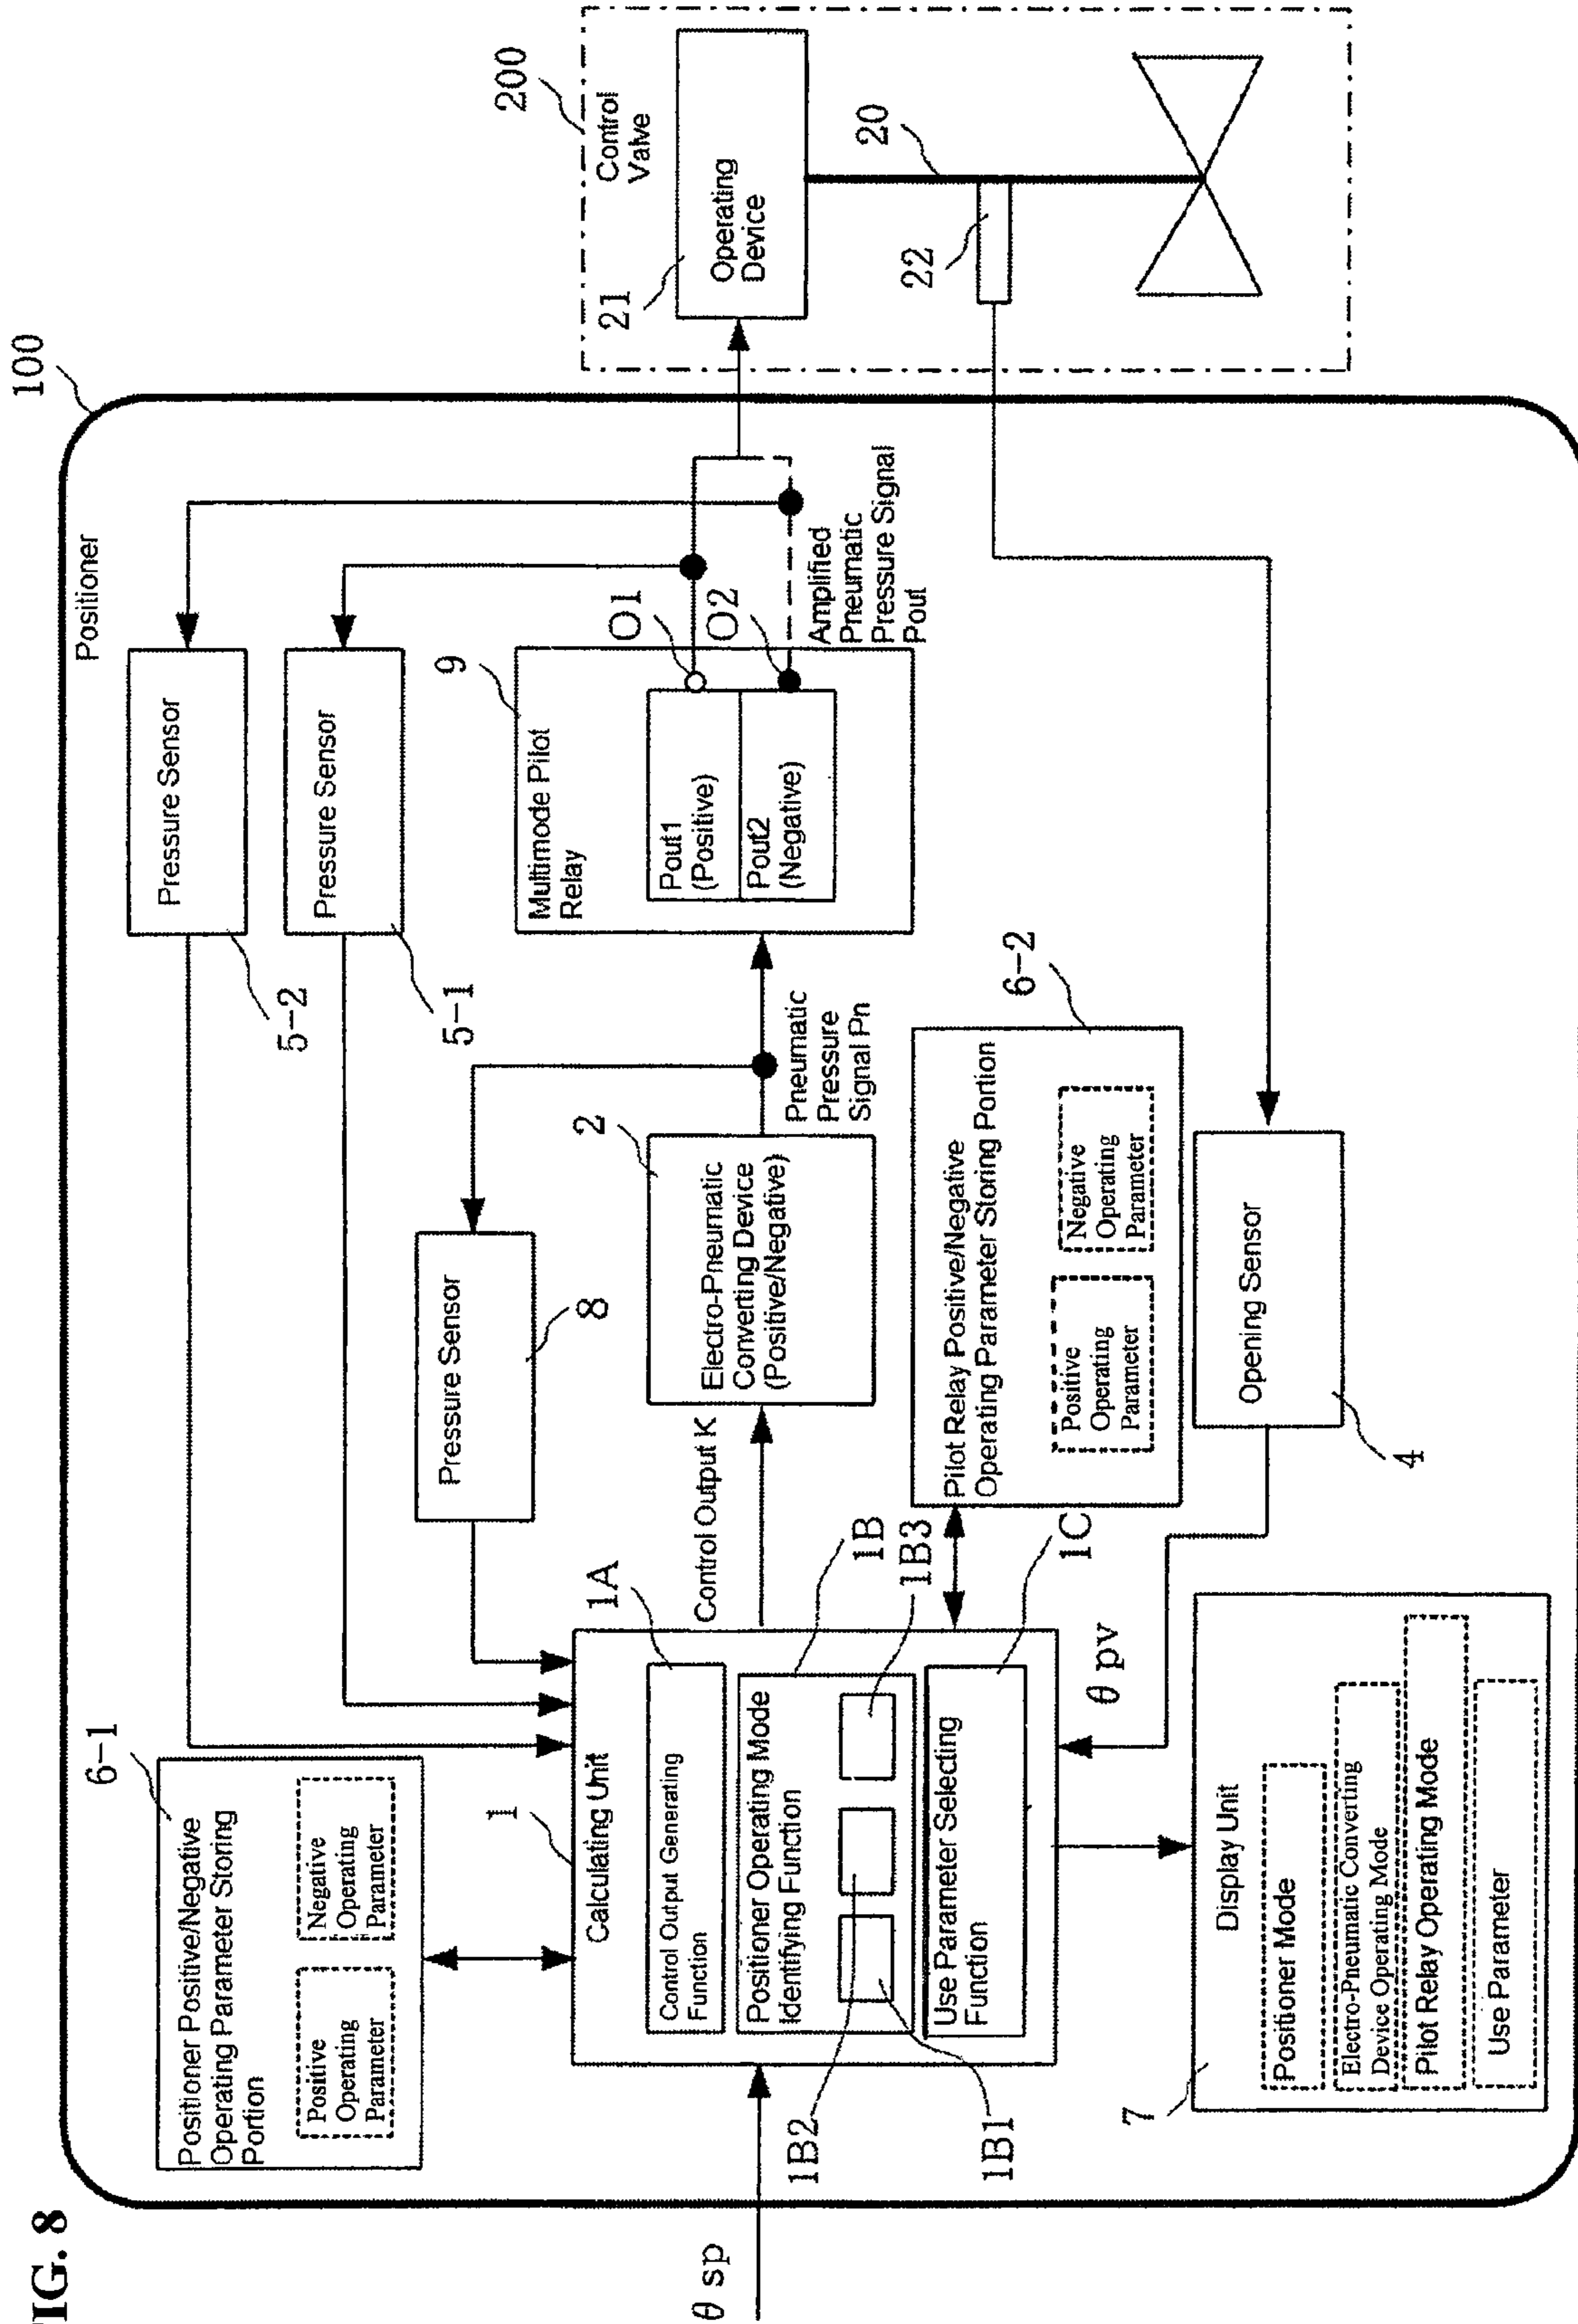 IG. 8
100
Positioner
200
Control
Valve
21
Operating
Device
20
22
Pressure Sensor
5-2
Pressure Sensor
5-1
9
Multimode Pilot
Relay
Pout1
(Positive)
Pout2
(Negative)
O1
O2
Amplified
Pneumatic
Pressure Signal
Pout
Pressure Sensor
8
2
Electro-Pneumatic
Converting Device
(Positive/Negative)
Pneumatic
Pressure
Signal Pn
Control Output K
6-1
Positioner Positive/Negative
Operating Parameter Storing
Portion
Positive
Operating
Parameter
Negative
Operating
Parameter
1
Calculating Unit
1A
Control Output Generating
Function
1B
Positioner Operating Mode
Identifying Function
1B3
1B2
1B1
1C
Use Parameter Selecting
Function
6-2
Pilot Relay Positive/Negative
Operating Parameter Storing Portion
Positive
Operating
Parameter
Negative
Operating
Parameter
Opening Sensor
4
θ pv
θ sp
7
Display Unit
Positioner Mode
Electro-Pneumatic Converting
Device Operating Mode
Pilot Relay Operating Mode
Use Parameter